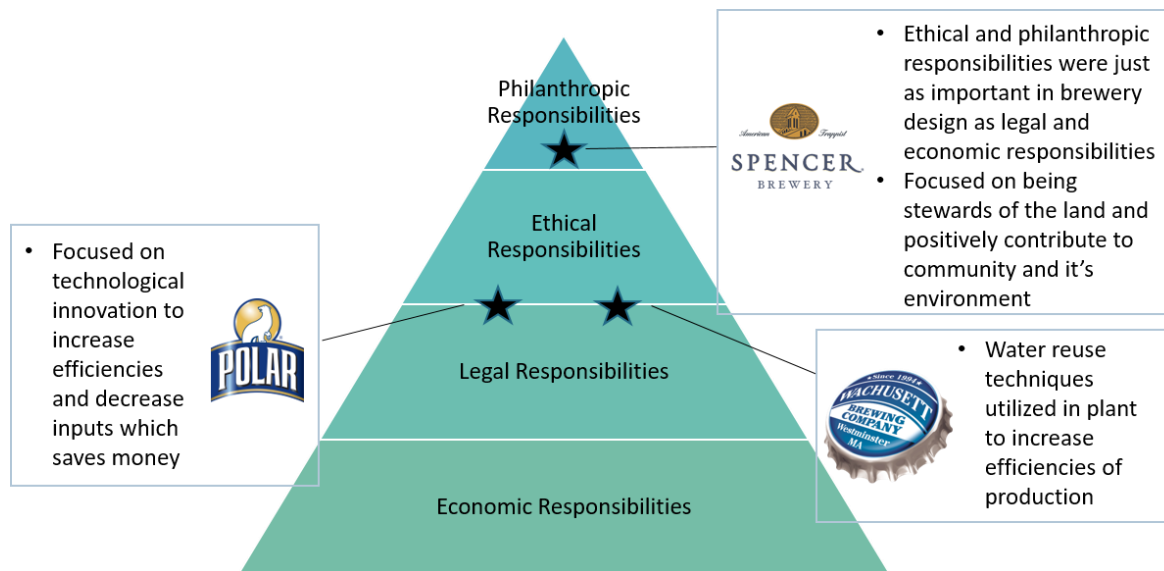 Philanthropic
Responsibilities
Ethical
Responsibilities
Legal Responsibilities
Economic Responsibilities
• Focused on
technological
innovation to
increase
efficiencies
and decrease
inputs which
saves money
POLAR
American Trappist
SPENCER
BREWERY
• Ethical and philanthropic
responsibilities were just
as important in brewery
design as legal and
economic responsibilities
• Focused on being
stewards of the land and
positively contribute to
community and it's
environment
• Since 1994 •
WACHUSETT
BREWING
COMPANY
Westminster
MA
• Water reuse
techniques
utilized in plant
to increase
efficiencies of
production